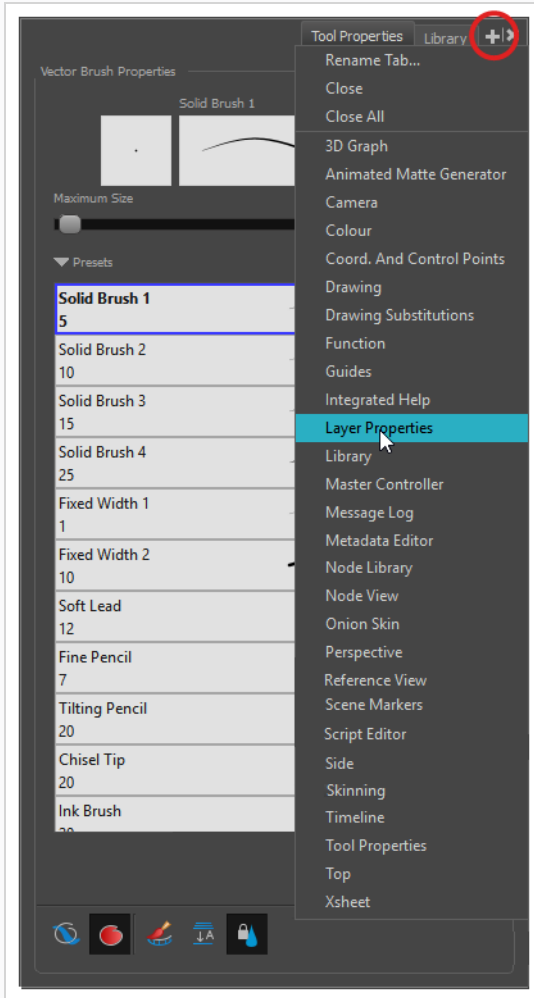 Tool Properties
Library
Vector Brush Properties
Solid Brush 1
Maximum Size
Presets
Solid Brush 1
5
Solid Brush 2
10
Solid Brush 3
15
Solid Brush 4
25
Fixed Width 1
1
Fixed Width 2
10
Soft Lead
12
Fine Pencil
7
Tilting Pencil
20
Chisel Tip
20
Ink Brush
Rename Tab...
Close
Close All
3D Graph
Animated Matte Generator
Camera
Colour
Coord. And Control Points
Drawing
Drawing Substitutions
Function
Guides
Integrated Help
Layer Properties
Library
Master Controller
Message Log
Metadata Editor
Node Library
Node View
Onion Skin
Perspective
Reference View
Scene Markers
Script Editor
Side
Skinning
Timeline
Tool Properties
Top
Xsheet